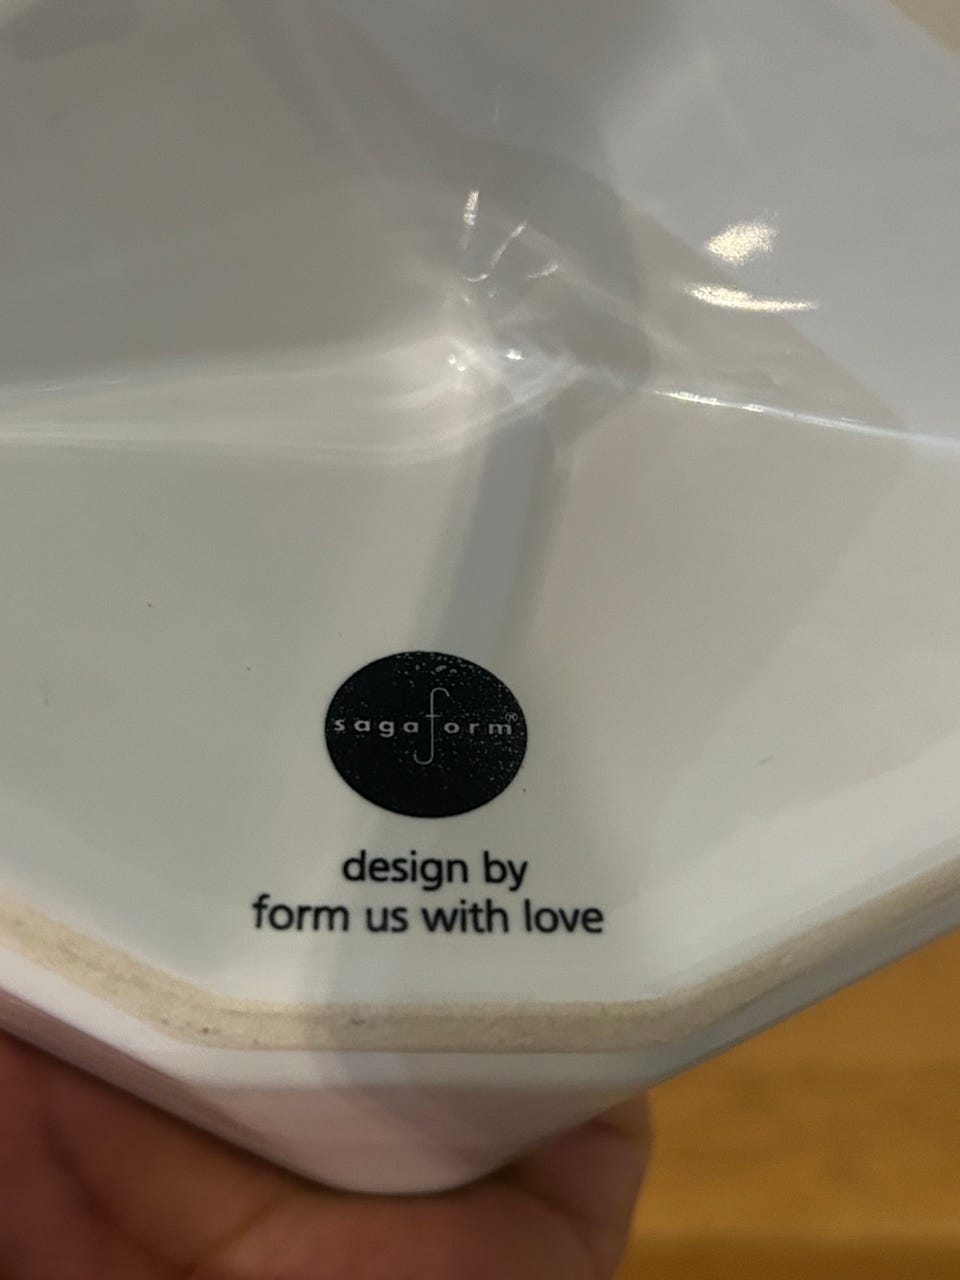 sagaform®
design by
form us with love